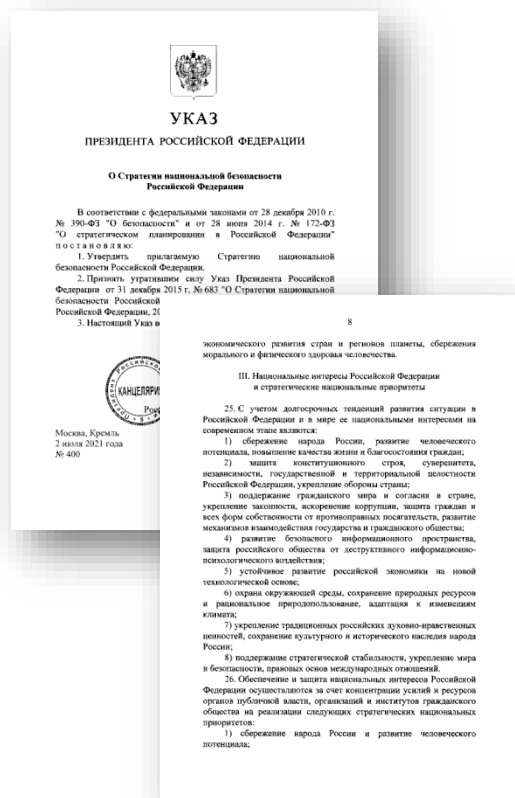 УКАЗ
ПРЕЗИДЕНТА РОССИЙСКОЙ ФЕДЕРАЦИИ
О Стратегии национальной безопасности
Российской Федерации
В соответствии с федеральными законами от 28 декабря 2010 г.
№ 390-ФЗ "О безопасности" и от 28 июня 2014 г. № 172-ФЗ
"О стратегическом планировании в Российской Федерации"
постановляю:
1. Утвердить прилагаемую Стратегию национальной
безопасности Российской Федерации.
2. Признать утратившим силу Указ Президента Российской
Федерации от 31 декабря 2015 г. № 683 "О Стратегии национальной
безопасности Российской
Российской Федерации, 20
3. Настоящий Указ
КАНЦЕЛЯРИЯ
Москва, Кремль
2 июля 2021 года
№ 400
8
экономического развития стран и регионов планеты, сбережения
морального и физического здоровья человечества.
III. Национальные интересы Российской Федерации
и стратегические национальные приоритеты
25. С учетом долгосрочных тенденций развития ситуации в
Российской Федерации и в мире ее национальными интересами на
современном этапе являются:
1) сбережение народа России, развитие человеческого
потенциала, повышение качества жизни и благосостояния граждан;
2) защита конституционного строя, суверенитета,
независимости, государственной и территориальной целостности
Российской Федерации, укрепление обороны страны;
3) поддержание гражданского мира и согласия в стране,
укрепление законности, искоренение коррупции, защита граждан и
всех форм собственности от противоправных посягательств, развитие
механизмов взаимодействия государства и гражданского общества;
4) развитие безопасного информационного пространства,
защита российского общества от деструктивного информационно-
психологического воздействия;
5) устойчивое развитие российской экономики на новой
технологической основе;
6) охрана окружающей среды, сохранение природных ресурсов
и рациональное природопользование, адаптация к изменениям
климата;
7) укрепление традиционных российских духовно-нравственных
ценностей, сохранение культурного и исторического наследия народа
России;
8) поддержание стратегической стабильности, укрепление мира
и безопасности, правовых основ международных отношений.
26. Обеспечение и защита национальных интересов Российской
Федерации осуществляются за счет концентрации усилий и ресурсов
органов публичной власти, организаций и институтов гражданского
общества на реализации следующих стратегических национальных
приоритетов:
1) сбережение народа России и развитие человеческого
потенциала;